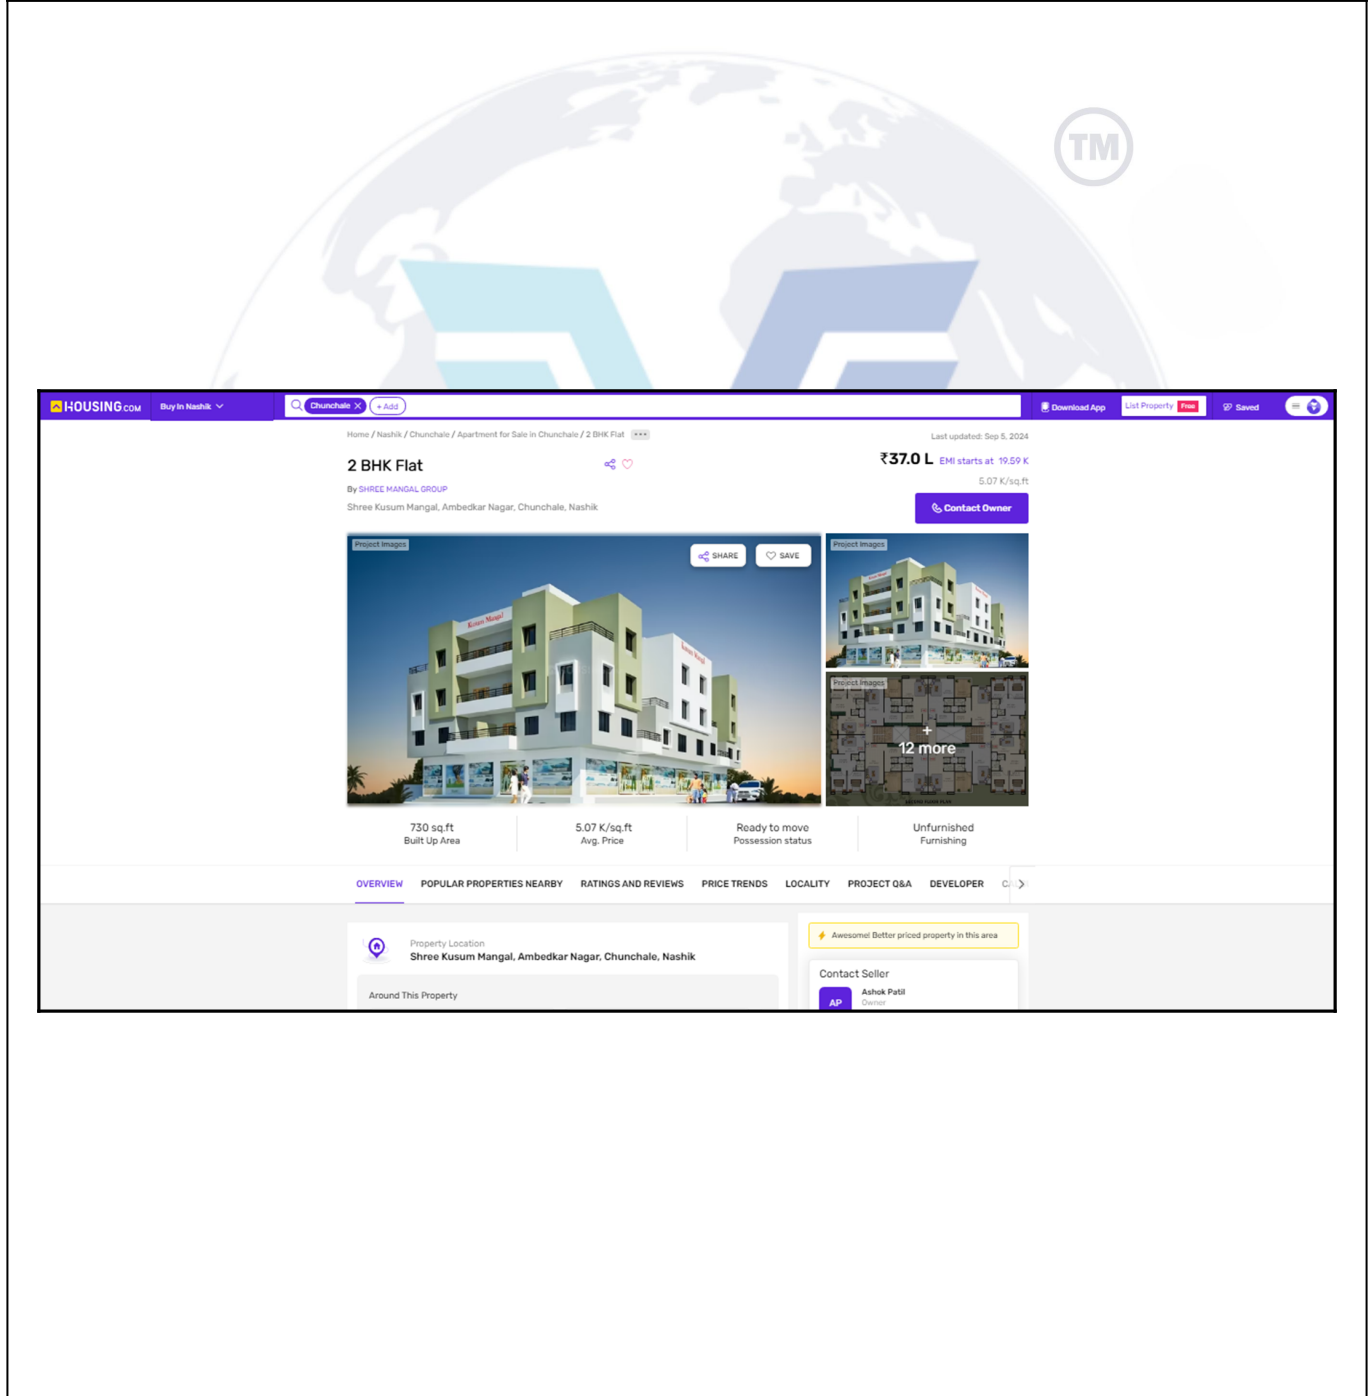 TM
HOUSING.COM Buy In Nashik Chunchale + Add Download App List Property Free Saved
Home / Nashik / Chunchale / Apartment for Sale in Chunchale / 2 BHK Flat ···
Last updated: Sep 5, 2024
2 BHK Flat
₹37.0 L EMI starts at 19.59 K
5.07 K/sq.ft
By SHREE MANGAL GROUP
Shree Kusum Mangal, Ambedkar Nagar, Chunchale, Nashik
Contact Owner
Project Images
SHARE
SAVE
Kusum Mangal
Kusum Mangal
Project Images
Project Images
+
12 more
730 sq.ft
Built Up Area
5.07 K/sq.ft
Avg. Price
Ready to move
Possession status
Unfurnished
Furnishing
OVERVIEW POPULAR PROPERTIES NEARBY RATINGS AND REVIEWS PRICE TRENDS LOCALITY PROJECT Q&A DEVELOPER
Property Location
Shree Kusum Mangal, Ambedkar Nagar, Chunchale, Nashik
Around This Property
Awesome! Better priced property in this area
Contact Seller
AP
Ashok Patil
Owner